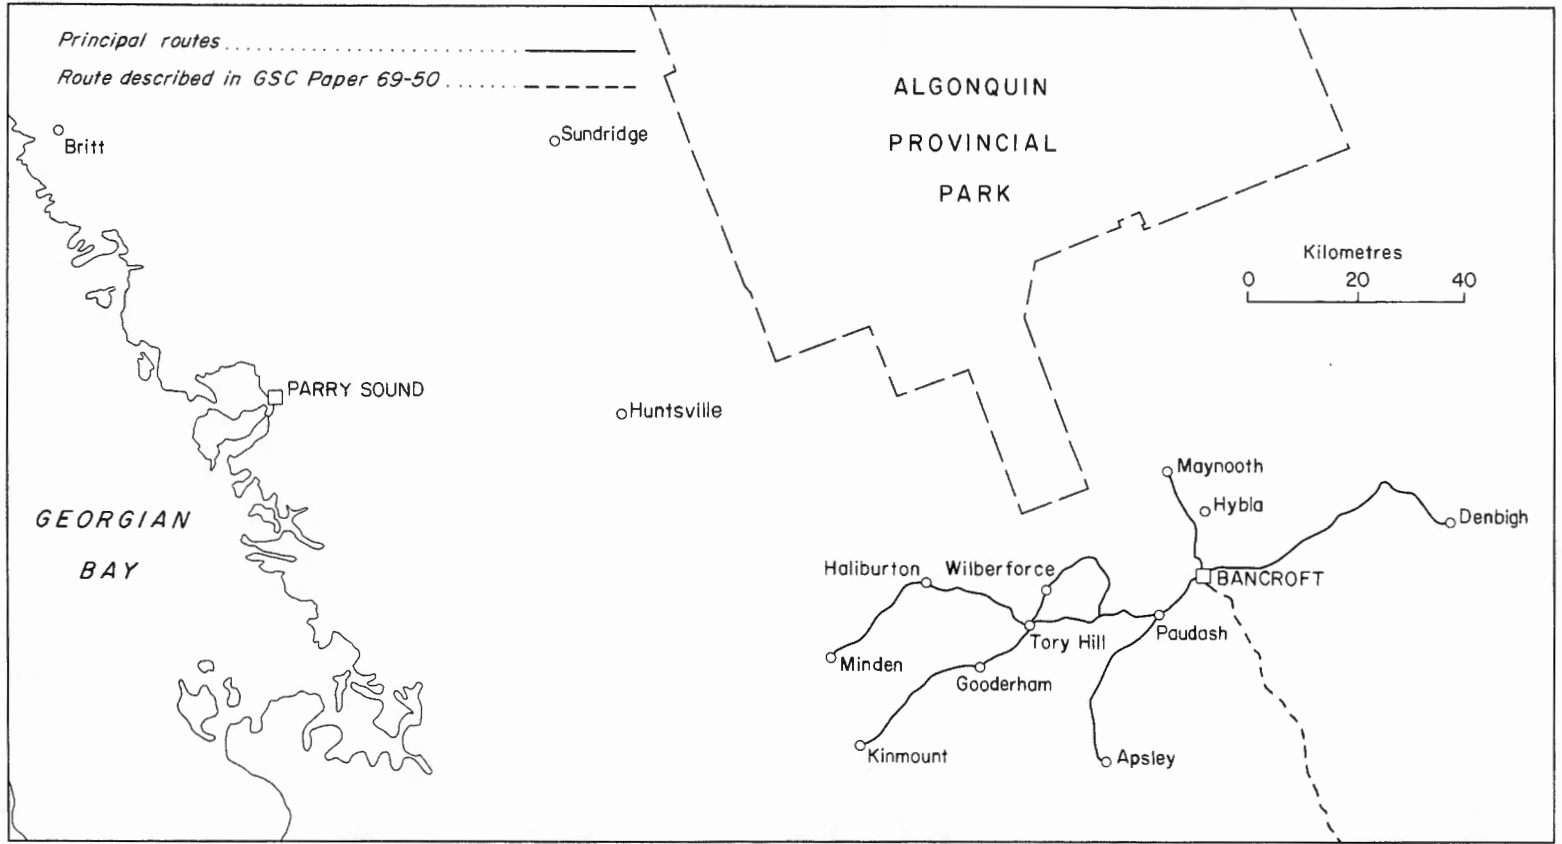 Principal routes
Route described in GSC Paper 69-50
Britt
Sundridge
ALGONQUIN
PROVINCIAL
PARK
Kilometres
0 20 40
PARRY SOUND
Huntsville
Maynooth
Hybla
Denbigh
GEORGIAN
BAY
Haliburton
Wilberforce
BANCROFT
Tory Hill
Paudash
Minden
Gooderham
Kinmount
Apsley